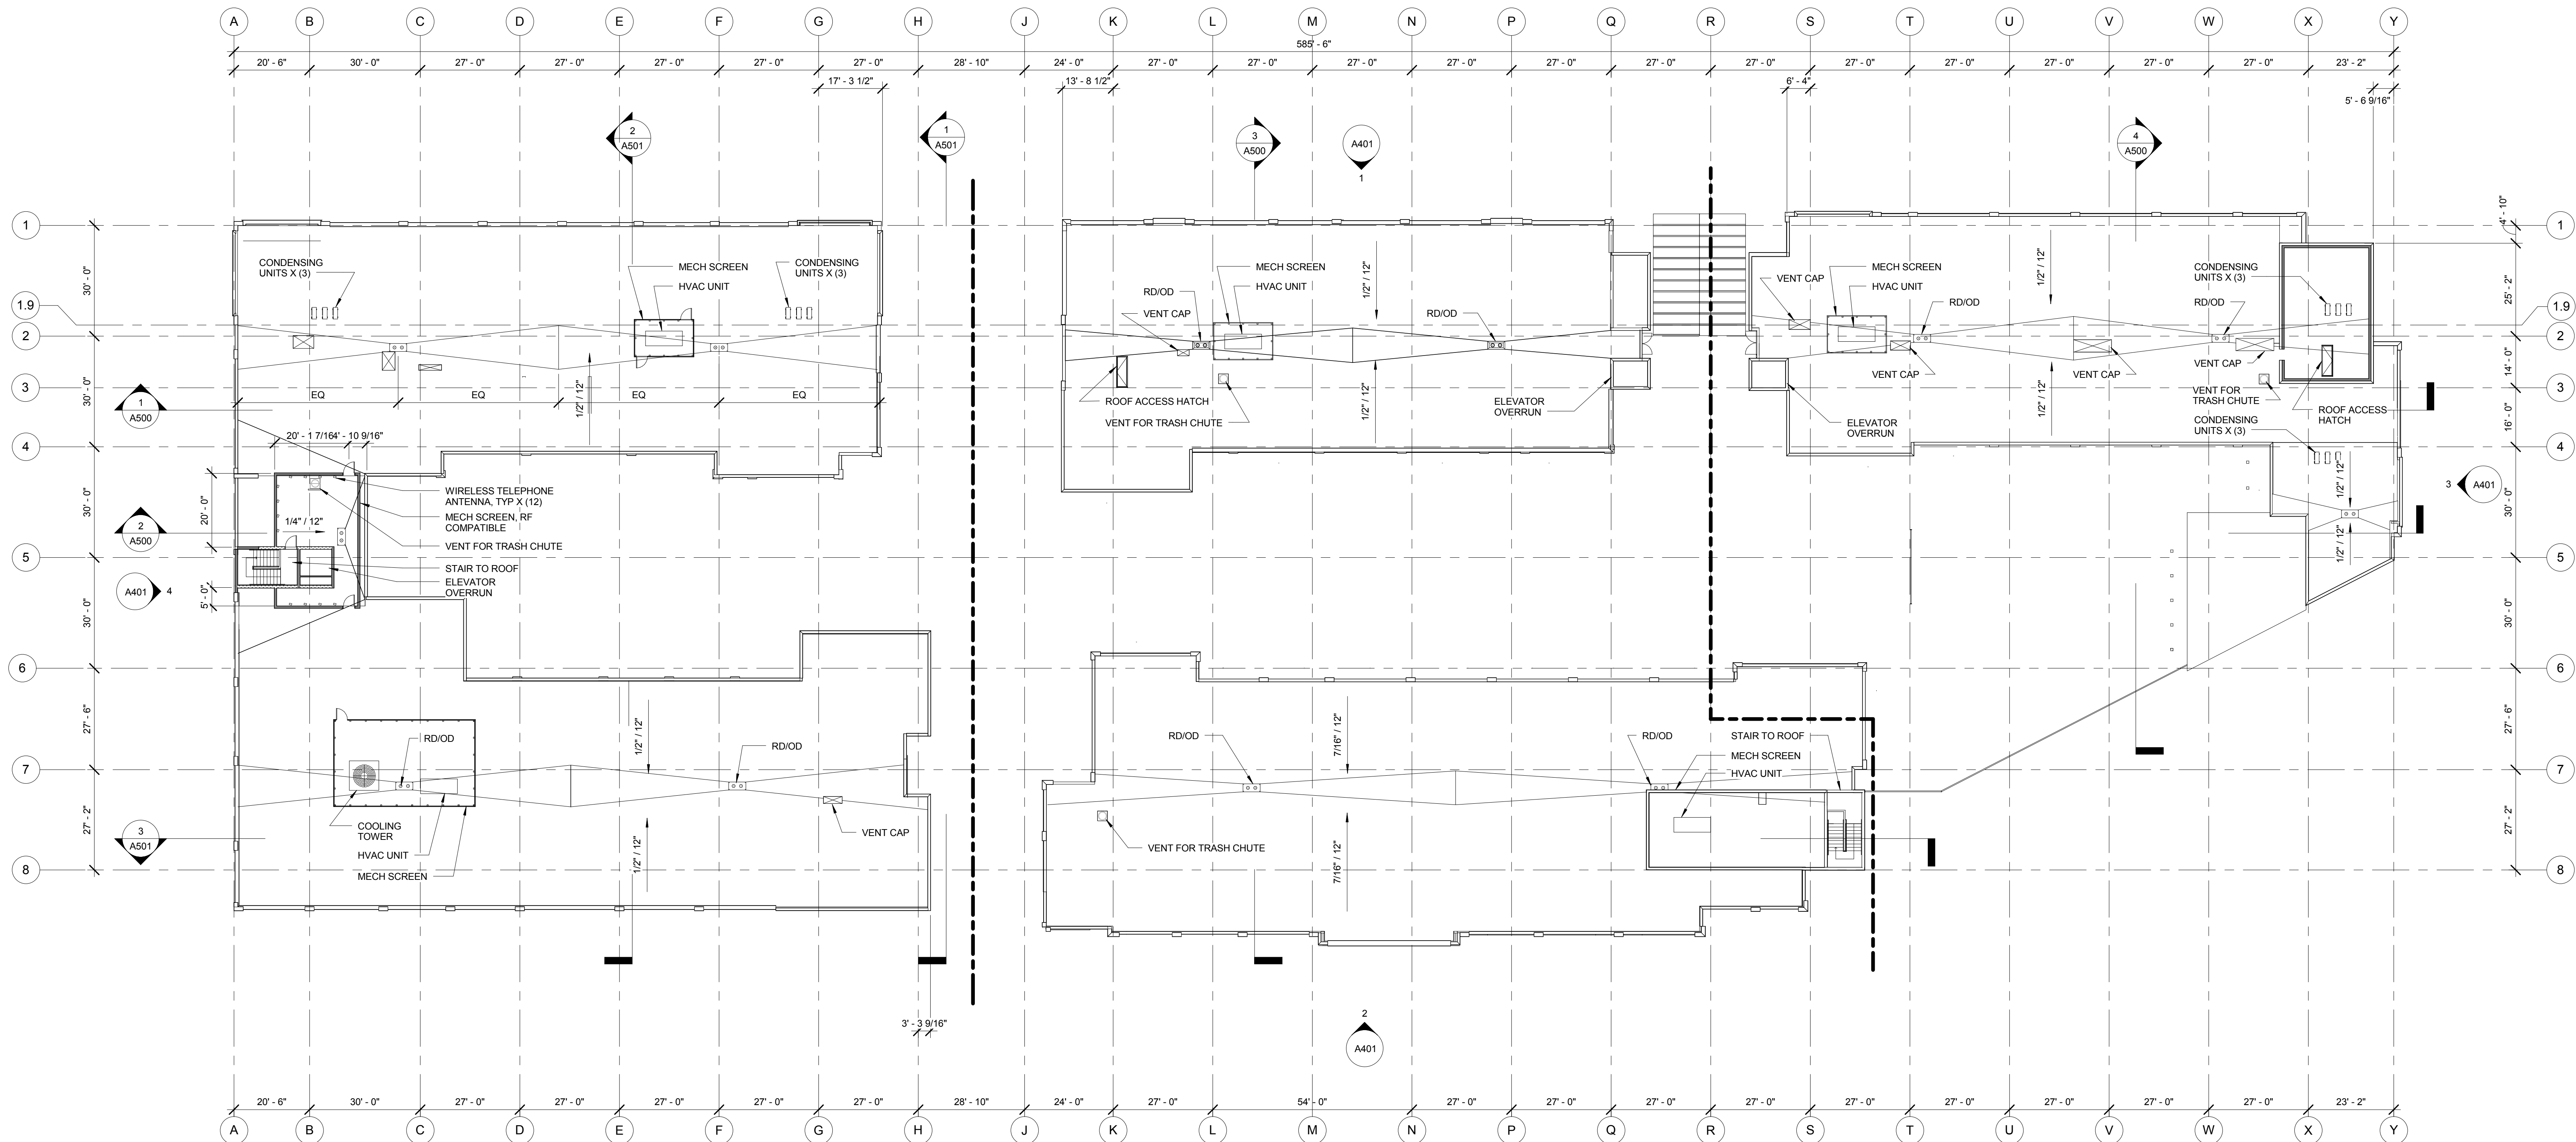 A B C D E F G H J K L M N P Q R S T U V W X Y
585' - 6"
20' - 6" 30' - 0" 27' - 0" 27' - 0" 27' - 0" 27' - 0" 27' - 0" 28' - 10" 24' - 0" 27' - 0" 27' - 0" 27' - 0" 27' - 0" 27' - 0" 27' - 0" 27' - 0" 27' - 0" 27' - 0" 27' - 0" 27' - 0" 27' - 0" 23' - 2"
17' - 3 1/2"
13' - 8 1/2"
6' - 4"
5' - 6 9/16"
2
A501
1
A501
3
A500
A401
1
4
A500
4' - 10"
1
1
30' - 0"
CONDENSING
UNITS X (3)
MECH SCREEN
HVAC UNIT
CONDENSING
UNITS X (3)
RD/OD
VENT CAP
MECH SCREEN
HVAC UNIT
1/2" / 12"
RD/OD
VENT CAP
MECH SCREEN
HVAC UNIT
RD/OD
1/2" / 12"
CONDENSING
UNITS X (3)
RD/OD
25' - 2"
1.9
1.9
2
2
30' - 0"
14' - 0"
3
3
EQ EQ EQ EQ
1/2" / 12"
ROOF ACCESS HATCH
VENT FOR TRASH CHUTE
1/2" / 12"
ELEVATOR
OVERRUN
VENT CAP
ELEVATOR
OVERRUN
1/2" / 12"
VENT CAP
VENT CAP
VENT FOR
TRASH CHUTE
CONDENSING
UNITS X (3)
ROOF ACCESS
HATCH
16' - 0"
1
A500
4
4
20' - 1 7/16"
4' - 10 9/16"
30' - 0"
20' - 0"
1/4" / 12"
WIRELESS TELEPHONE
ANTENNA, TYP X (12)
MECH SCREEN, RF
COMPATIBLE
VENT FOR TRASH CHUTE
STAIR TO ROOF
ELEVATOR
OVERRUN
1/2" / 12"
1/2" / 12"
3
A401
30' - 0"
2
A500
5
5
A401
4
5' - 0"
30' - 0"
30' - 0"
6
6
27' - 6"
1/2" / 12"
RD/OD
RD/OD
RD/OD
7/16" / 12"
RD/OD
STAIR TO ROOF
MECH SCREEN
HVAC UNIT
27' - 6"
7
7
27' - 2"
3
A501
COOLING
TOWER
HVAC UNIT
MECH SCREEN
1/2" / 12"
VENT CAP
VENT FOR TRASH CHUTE
7/16" / 12"
27' - 2"
8
8
3' - 3 9/16"
2
A401
20' - 6" 30' - 0" 27' - 0" 27' - 0" 27' - 0" 27' - 0" 27' - 0" 28' - 10" 24' - 0" 27' - 0" 54' - 0" 27' - 0" 27' - 0" 27' - 0" 27' - 0" 27' - 0" 27' - 0" 27' - 0" 27' - 0" 27' - 0" 23' - 2"
A B C D E F G H J K L M N P Q R S T U V W X Y